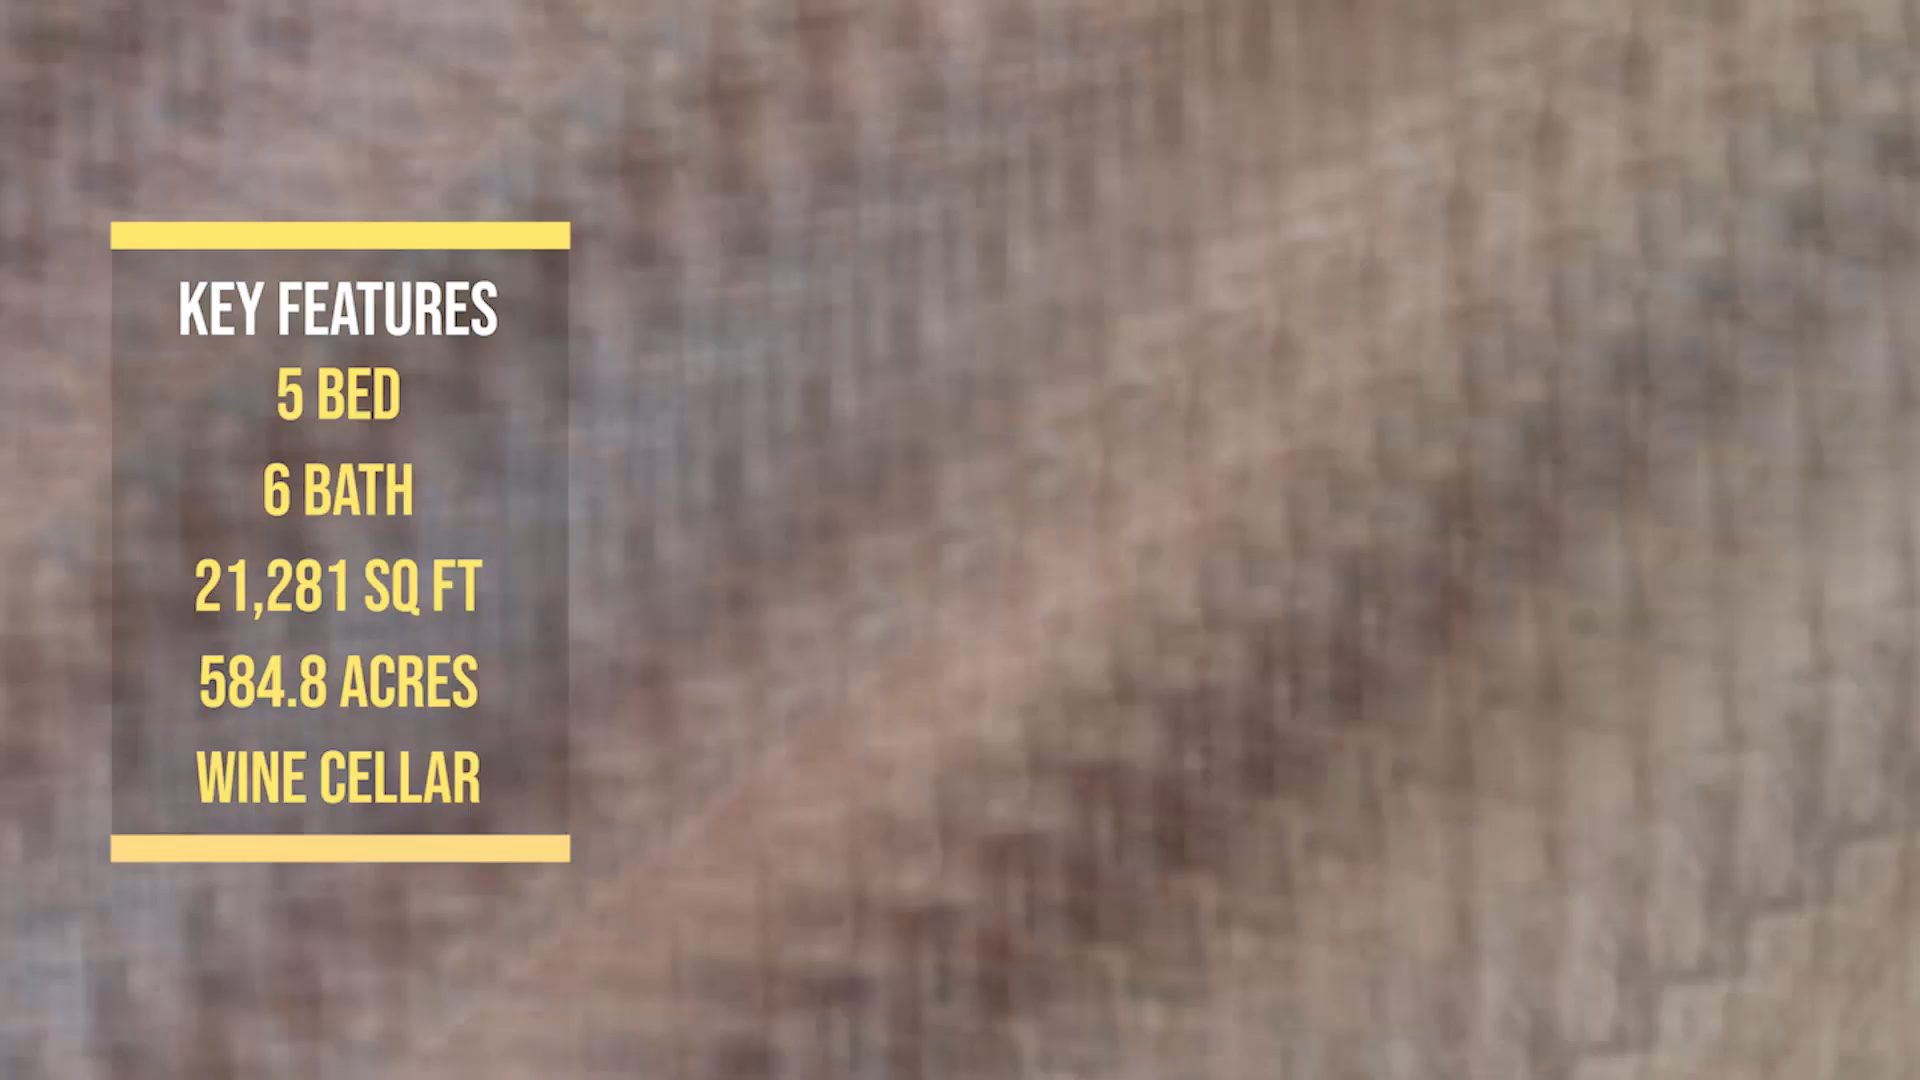 KEY FEATURES
5 BED
6 BATH
21,281 SQ FT
584.8 ACRES
WINE CELLAR